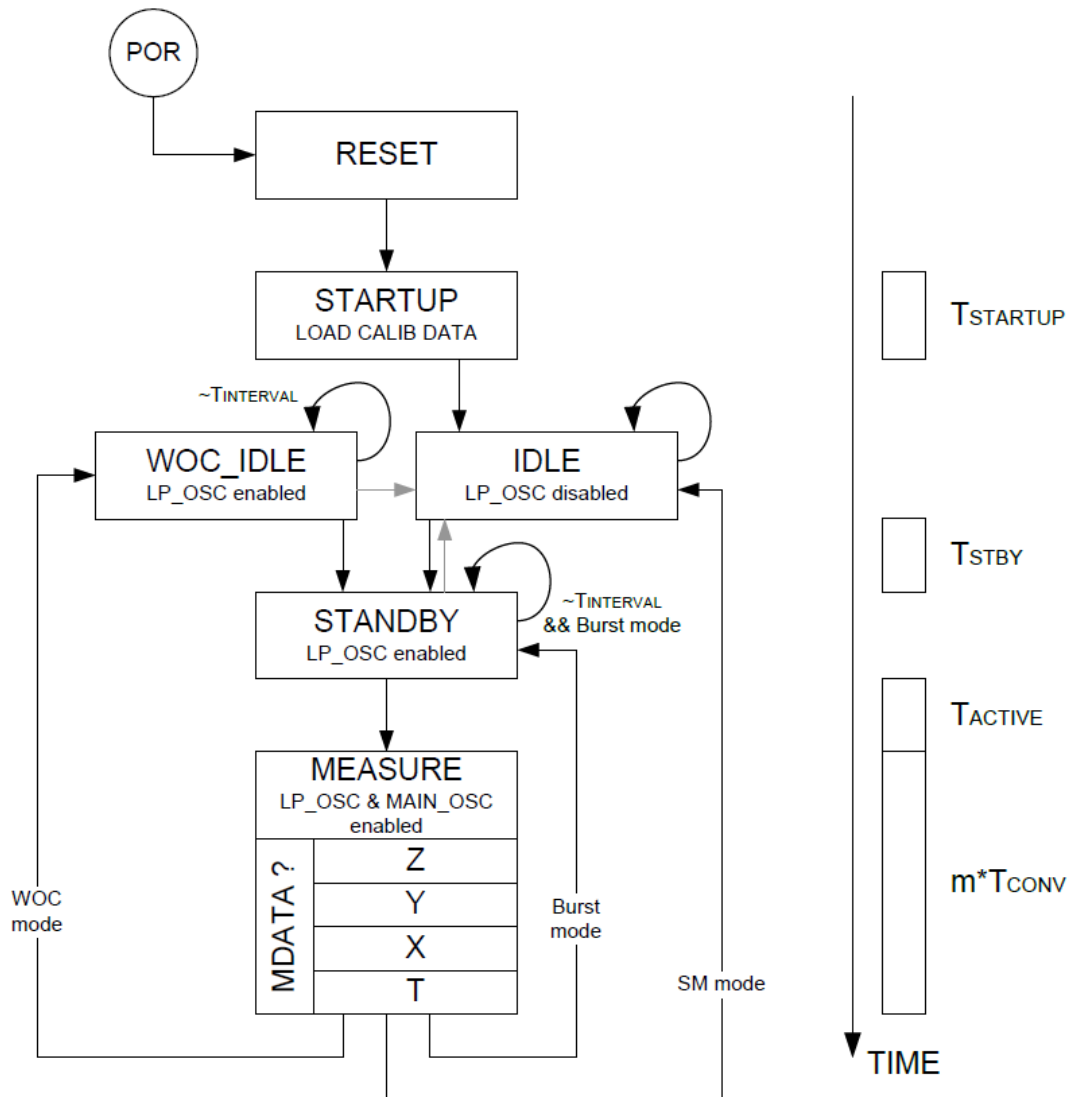 POR
RESET
STARTUP
LOAD CALIB DATA
TSTARTUP
~TINTERVAL
WOC_IDLE
LP_OSC enabled
IDLE
LP_OSC disabled
TSTBY
STANDBY
LP_OSC enabled
~TINTERVAL
&& Burst mode
TACTIVE
MEASURE
LP_OSC & MAIN_OSC
enabled
MDATA ?
Z
Y
X
T
WOC
mode
Burst
mode
SM mode
m*TCONV
TIME